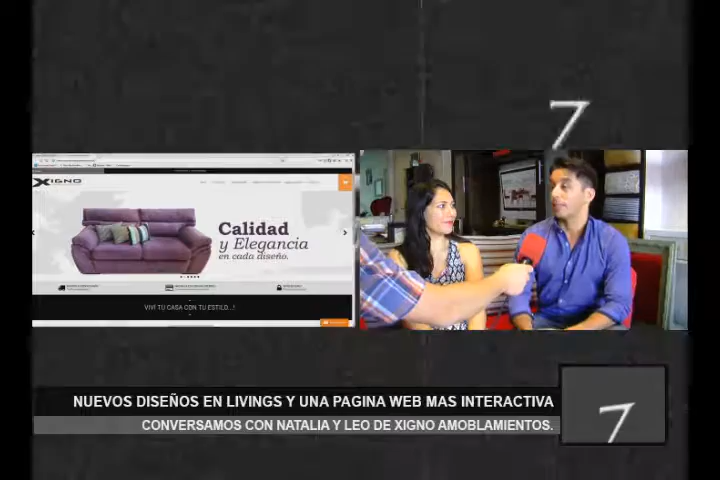 7
XIGNO
Calidad
y Elegancia
en cada diseño.
VIVÍ TU CASA CON TU ESTILO...!
NUEVOS DISEÑOS EN LIVINGS Y UNA PAGINA WEB MAS INTERACTIVA
CONVERSAMOS CON NATALIA Y LEO DE XIGNO AMOBLAMIENTOS.
7